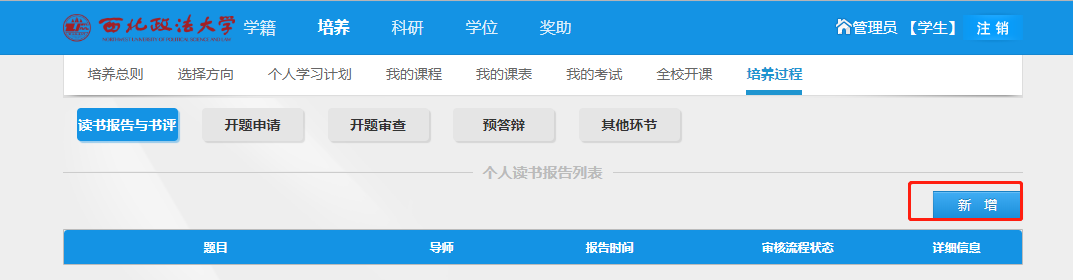 西北政法大学 学籍 培养 科研 学位 奖助 管理员 【学生】 注 销
培养总则 选择方向 个人学习计划 我的课程 我的课表 我的考试 全校开课 培养过程
读书报告与书评 开题申请 开题审查 预答辩 其他环节
个人读书报告列表
新 增
题目 导师 报告时间 审核流程状态 详细信息